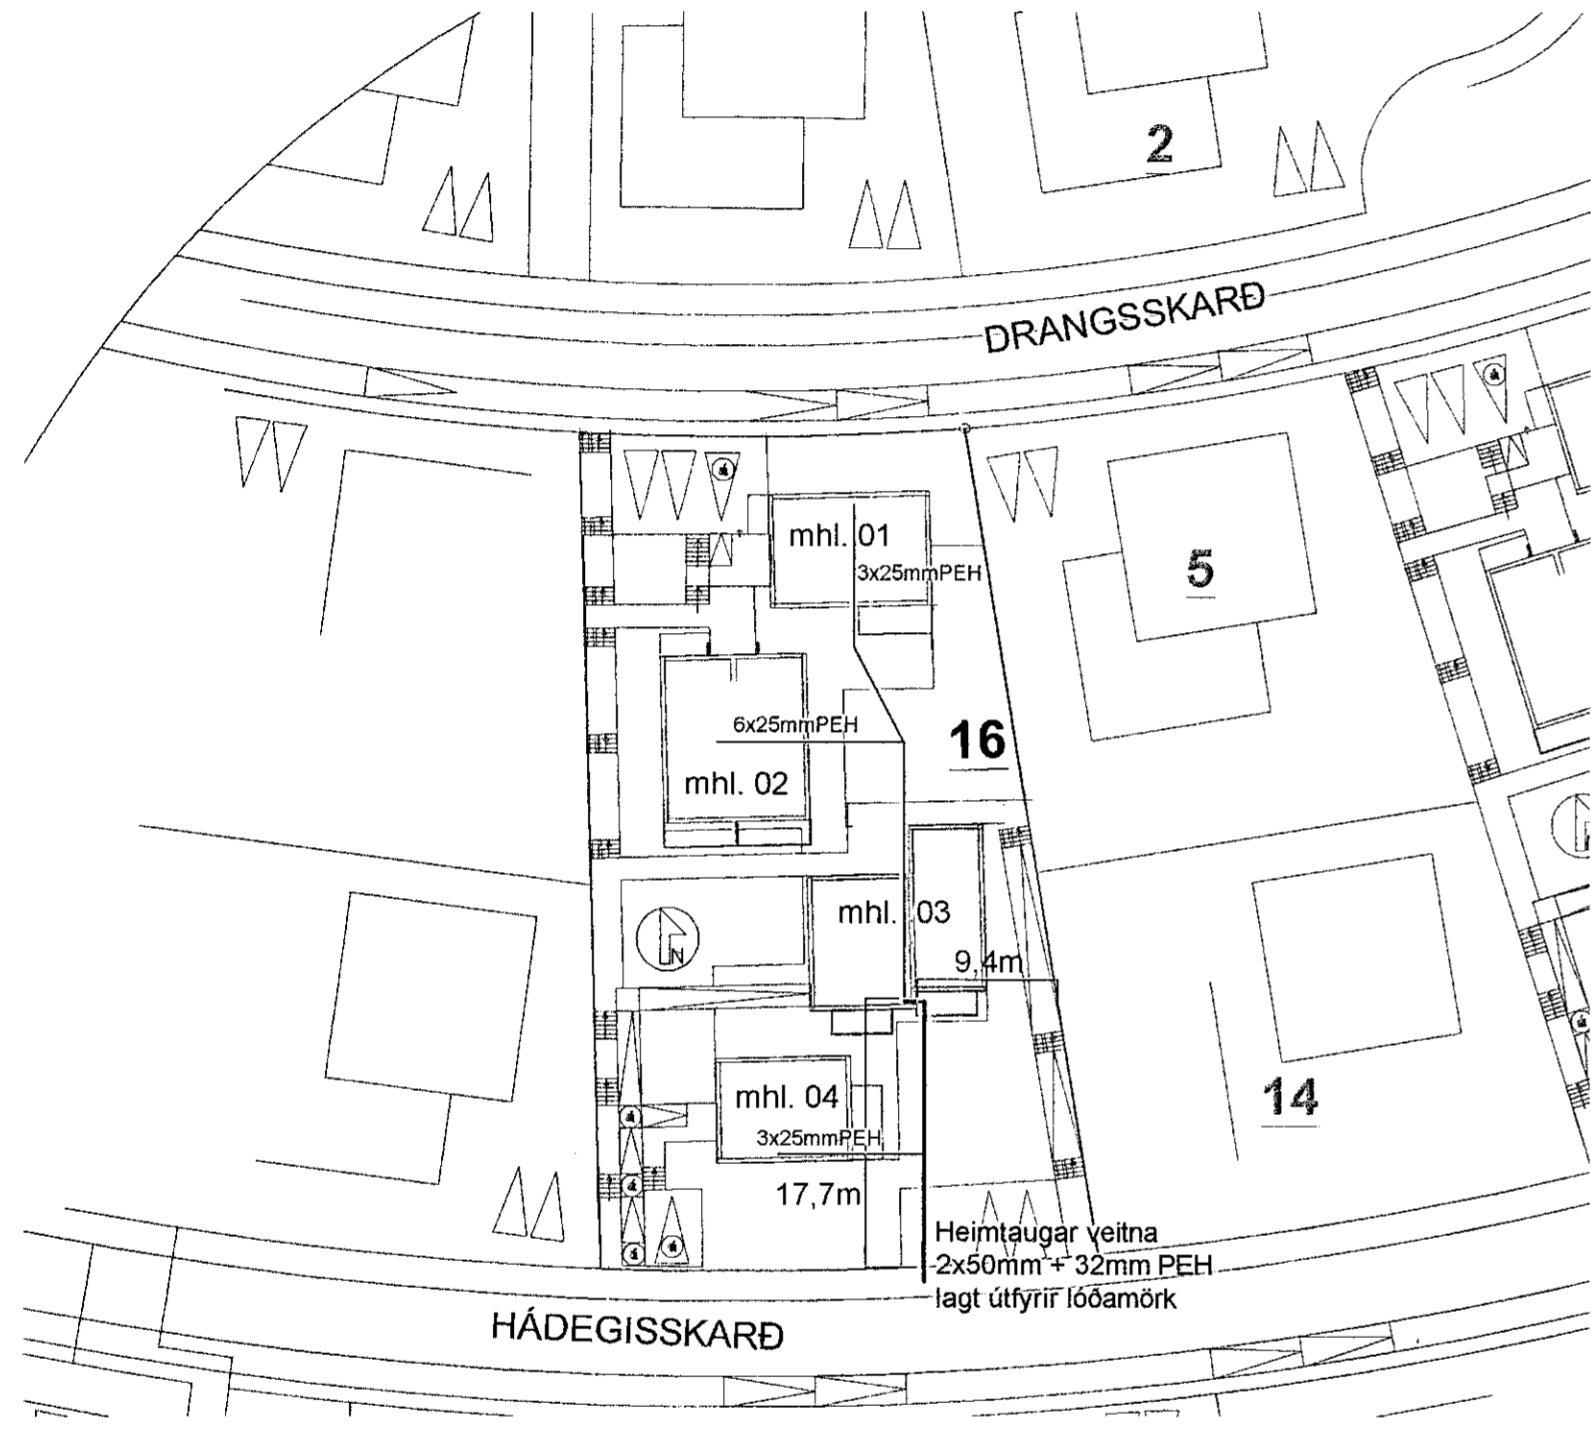 2
DRANGSSKARÐ
mhl. 01
3x25mmPEH
5
6x25mmPEH
16
mhl. 02
mhl. 03
N
9,4m
mhl. 04
3x25mmPEH
14
17,7m
Heimtaugar veitna
2x50mm + 32mm PEH
lagt útfyrir lóðamörk
HÁDEGISSKARÐ